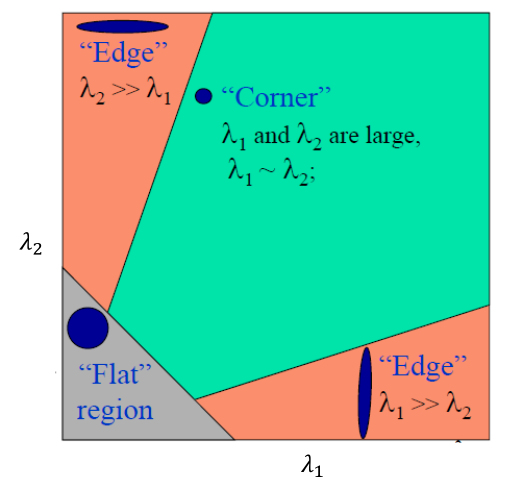 “Edge”
λ₂ >> λ₁
“Corner”
λ₁ and λ₂ are large,
λ₁ ~ λ₂;
λ₂
“Flat”
region
“Edge”
λ₁ >> λ₂
λ₁